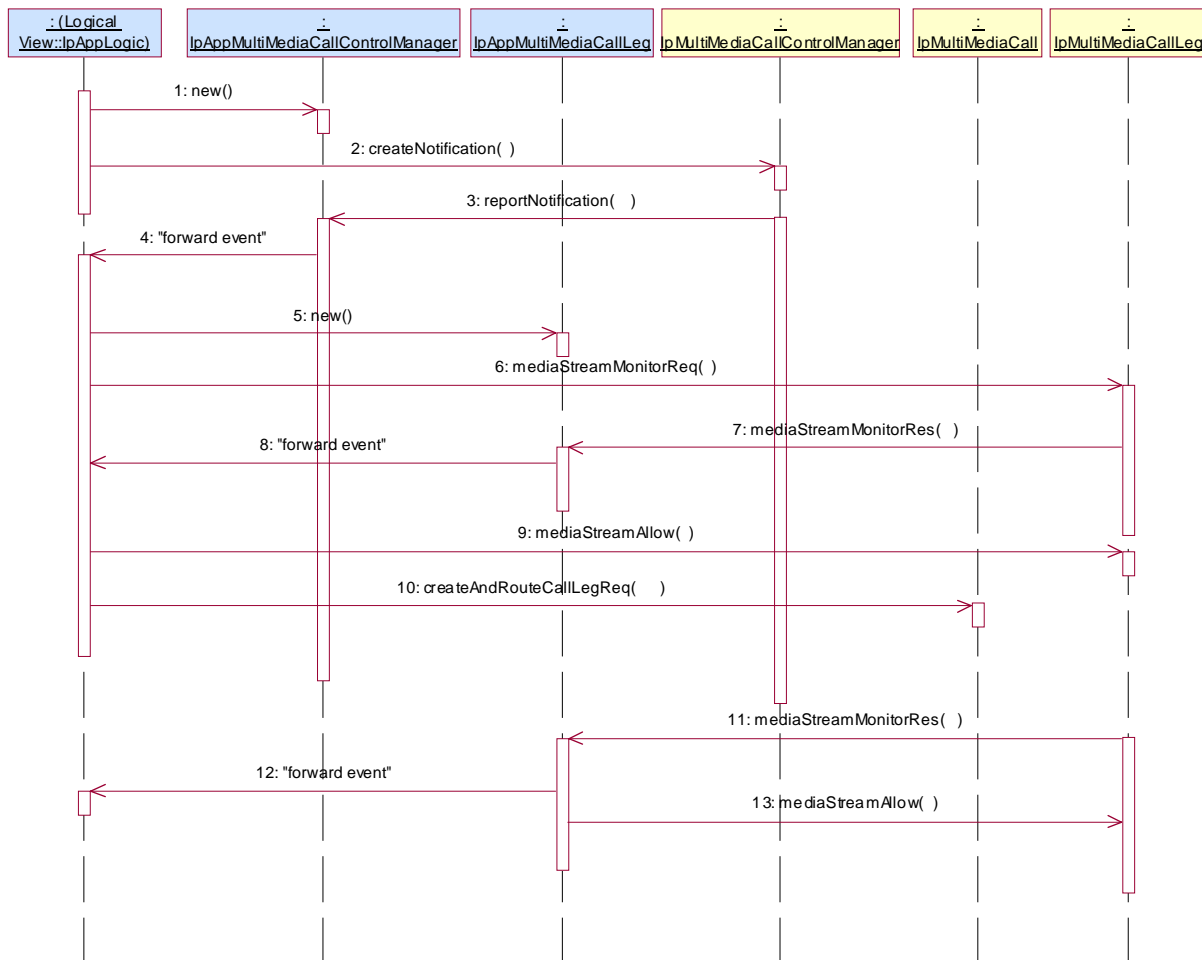 : (Logical
View::IpAppLogic)
:
IpAppMultiMediaCallControlManager
:
IpAppMultiMediaCallLeg
:
IpMultiMediaCallControlManager
:
IpMultiMediaCall
:
IpMultiMediaCallLeg
1: new()
2: createNotification( )
3: reportNotification( )
4: "forward event"
5: new()
6: mediaStreamMonitorReq( )
7: mediaStreamMonitorRes( )
8: "forward event"
9: mediaStreamAllow( )
10: createAndRouteCallLegReq( )
11: mediaStreamMonitorRes( )
12: "forward event"
13: mediaStreamAllow( )